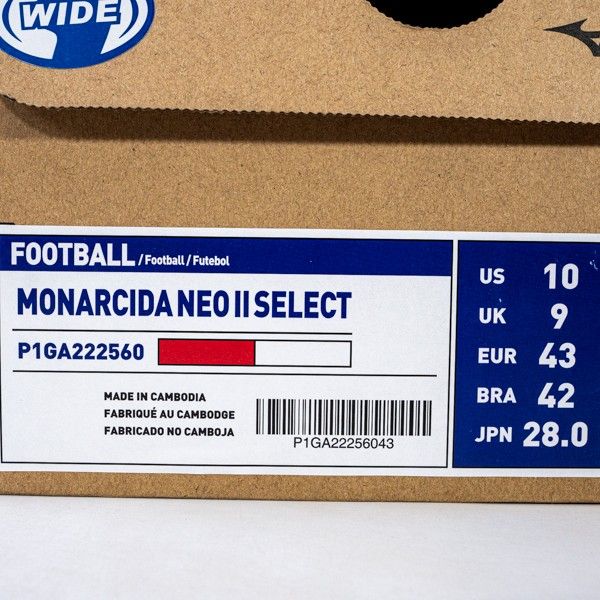 WIDE
FOOTBALL / Football / Futebol
MONARCIDA NEO II SELECT
P1GA222560
MADE IN CAMBODIA
FABRIQUÉ AU CAMBODGE
FABRICADO NO CAMBOJA
P1GA22256043
US 10
UK 9
EUR 43
BRA 42
JPN 28.0